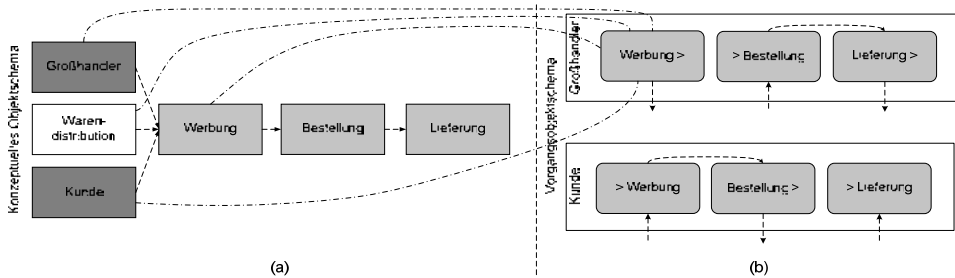 Konzeptuelles Objektschema
Großhändler
Waren-
distribution
Kunde
Werbung
Bestellung
Lieferung
(a)
Vorgangsobjektschema
Großhändler
Werbung >
> Bestellung
Lieferung >
Kunde
> Werbung
Bestellung >
> Lieferung
(b)